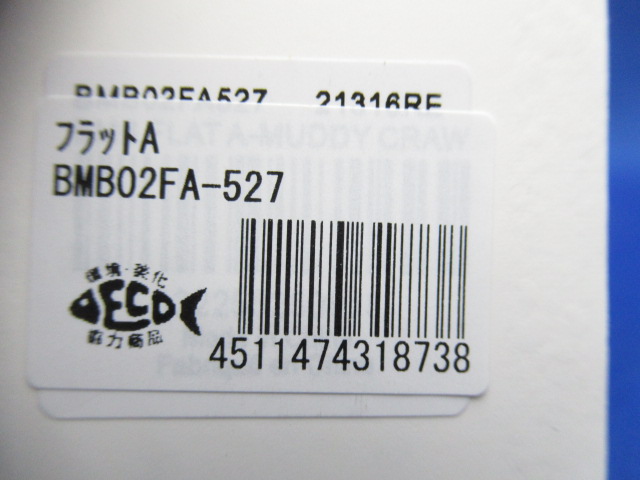 BMB02FA527 21316RE
FLAT A-MUDDY CRAW
ﾌﾗｯﾄA
BMB02FA-527
環境・美化
ECO
協力商品
4511474318738